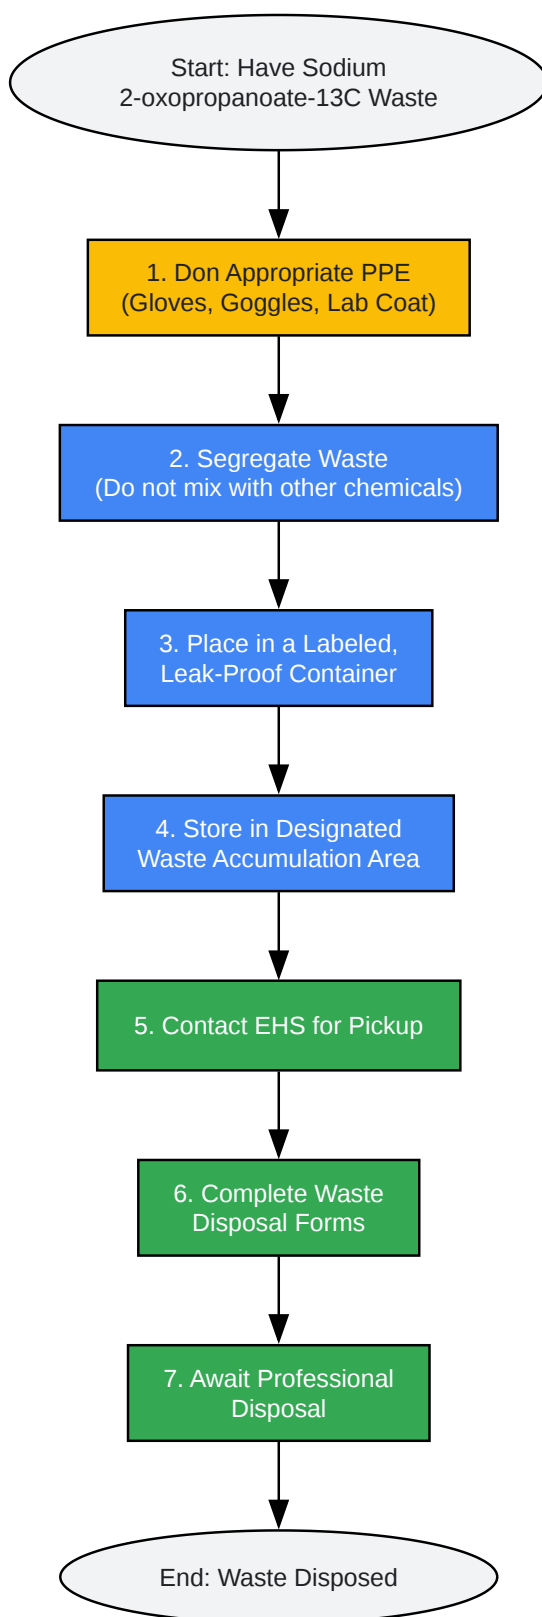 Start: Have Sodium
2-oxopropanoate-13C Waste
1. Don Appropriate PPE
(Gloves, Goggles, Lab Coat)
2. Segregate Waste
(Do not mix with other chemicals)
3. Place in a Labeled,
Leak-Proof Container
4. Store in Designated
Waste Accumulation Area
5. Contact EHS for Pickup
6. Complete Waste
Disposal Forms
7. Await Professional
Disposal
End: Waste Disposed